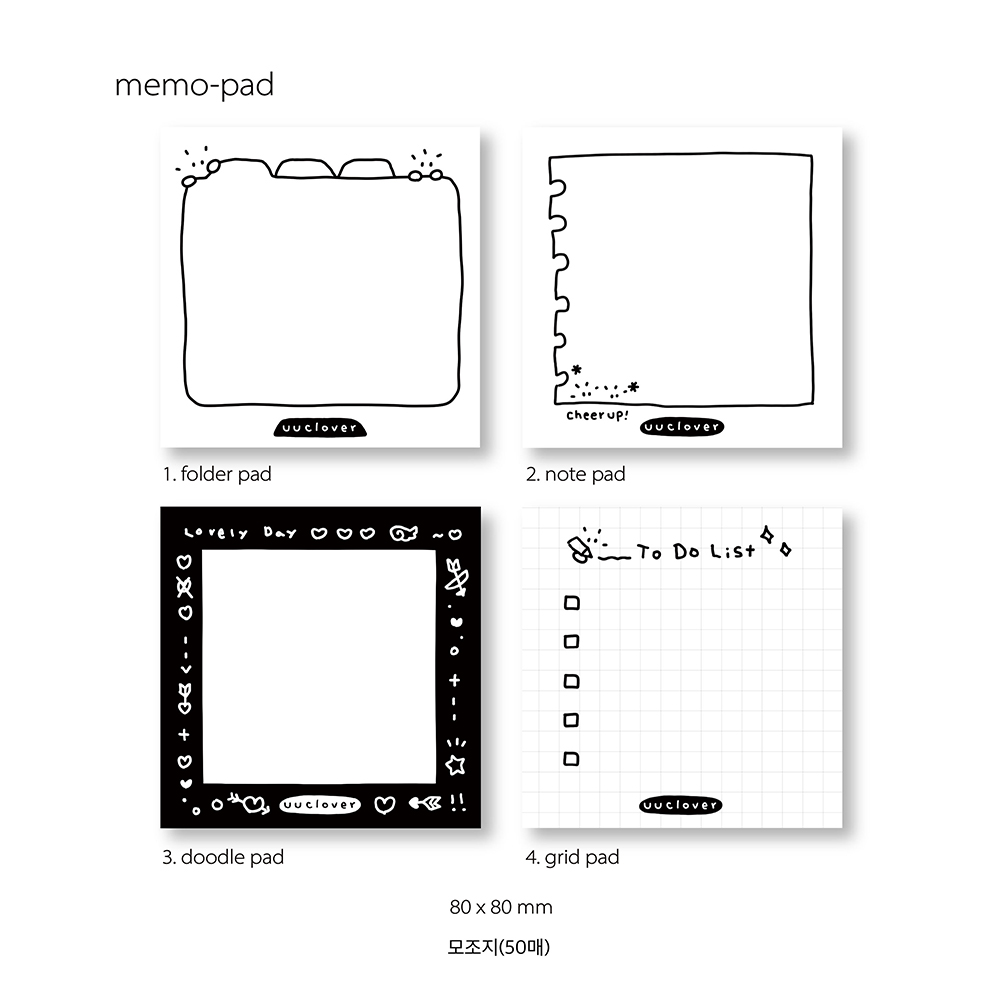 memo-pad
uuclover
1. folder pad
cheer up!
uuclover
2. note pad
Lovely Day
uuclover
!!
3. doodle pad
To Do List
uuclover
4. grid pad
80 x 80 mm
모조지(50매)